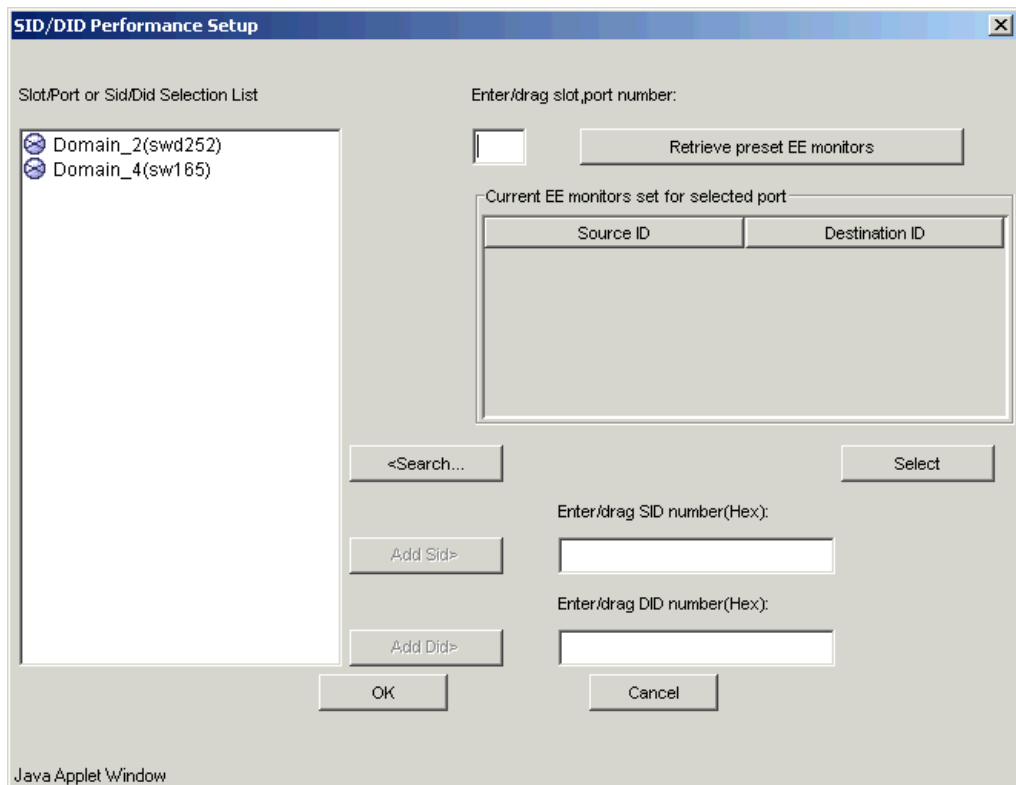 SID/DID Performance Setup
Slot/Port or Sid/Did Selection List
Enter/drag slot,port number:
Domain_2(swd252)
Domain_4(sw165)
Retrieve preset EE monitors
Current EE monitors set for selected port
Source ID
Destination ID
<Search...
Select
Enter/drag SID number(Hex):
Add Sid>
Enter/drag DID number(Hex):
Add Did>
OK
Cancel
Java Applet Window